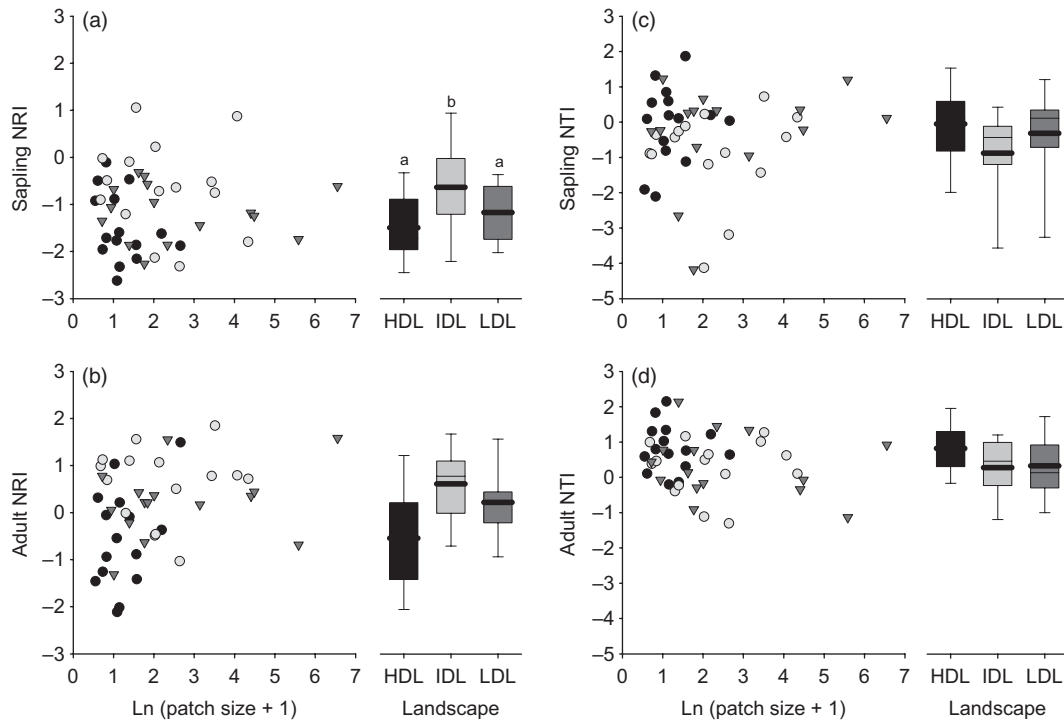 (a)
Sapling NRI
3
2
1
0
–1
–2
–3
0 1 2 3 4 5 6 7
a b a
HDL IDL LDL
(c)
Sapling NTI
3
2
1
0
–1
–2
–3
–4
–5
0 1 2 3 4 5 6 7
HDL IDL LDL
(b)
Adult NRI
3
2
1
0
–1
–2
–3
0 1 2 3 4 5 6 7
Ln (patch size + 1)
HDL IDL LDL
Landscape
(d)
Adult NTI
3
2
1
0
–1
–2
–3
–4
–5
0 1 2 3 4 5 6 7
Ln (patch size + 1)
HDL IDL LDL
Landscape